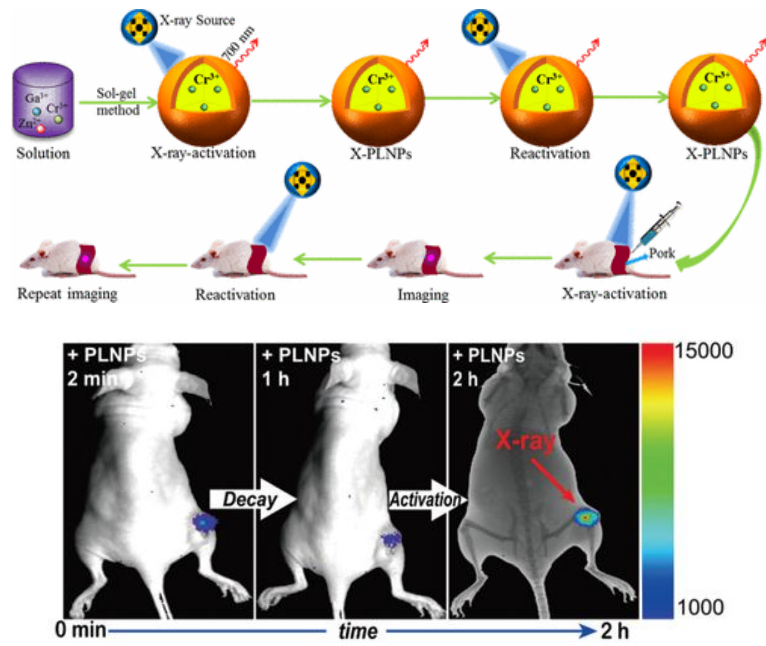 X-ray Source
700 nm
Cr³⁺
Cr³⁺
Cr³⁺
Cr³⁺
Ga³⁺
Cr³⁺
Zn²⁺
Sol-gel
method
Solution
X-ray-activation
X-PLNPs
Reactivation
X-PLNPs
Pork
Repeat imaging
Reactivation
Imaging
X-ray-activation
+ PLNPs
2 min
+ PLNPs
1 h
+ PLNPs
2 h
15000
X-ray
Decay
Activation
1000
0 min
time
2 h